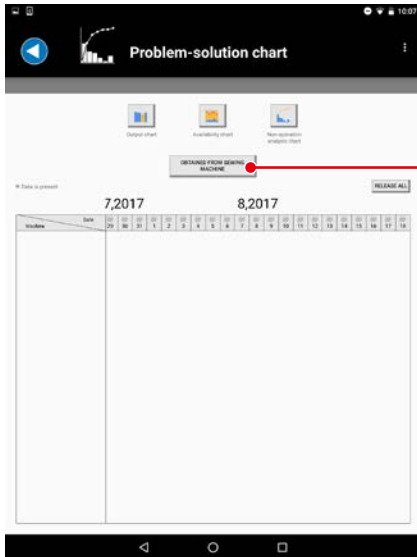 10:07
Problem-solution chart
Output chart
Availability chart
Non-operation
analysis chart
OBTAINED FROM SEWING
MACHINE
* Data is present
RELEASE ALL
7,2017 8,2017
Date
Machine
29 30 31 1 2 3 4 5 6 7 8 9 10 11 12 13 14 15 16 17 18